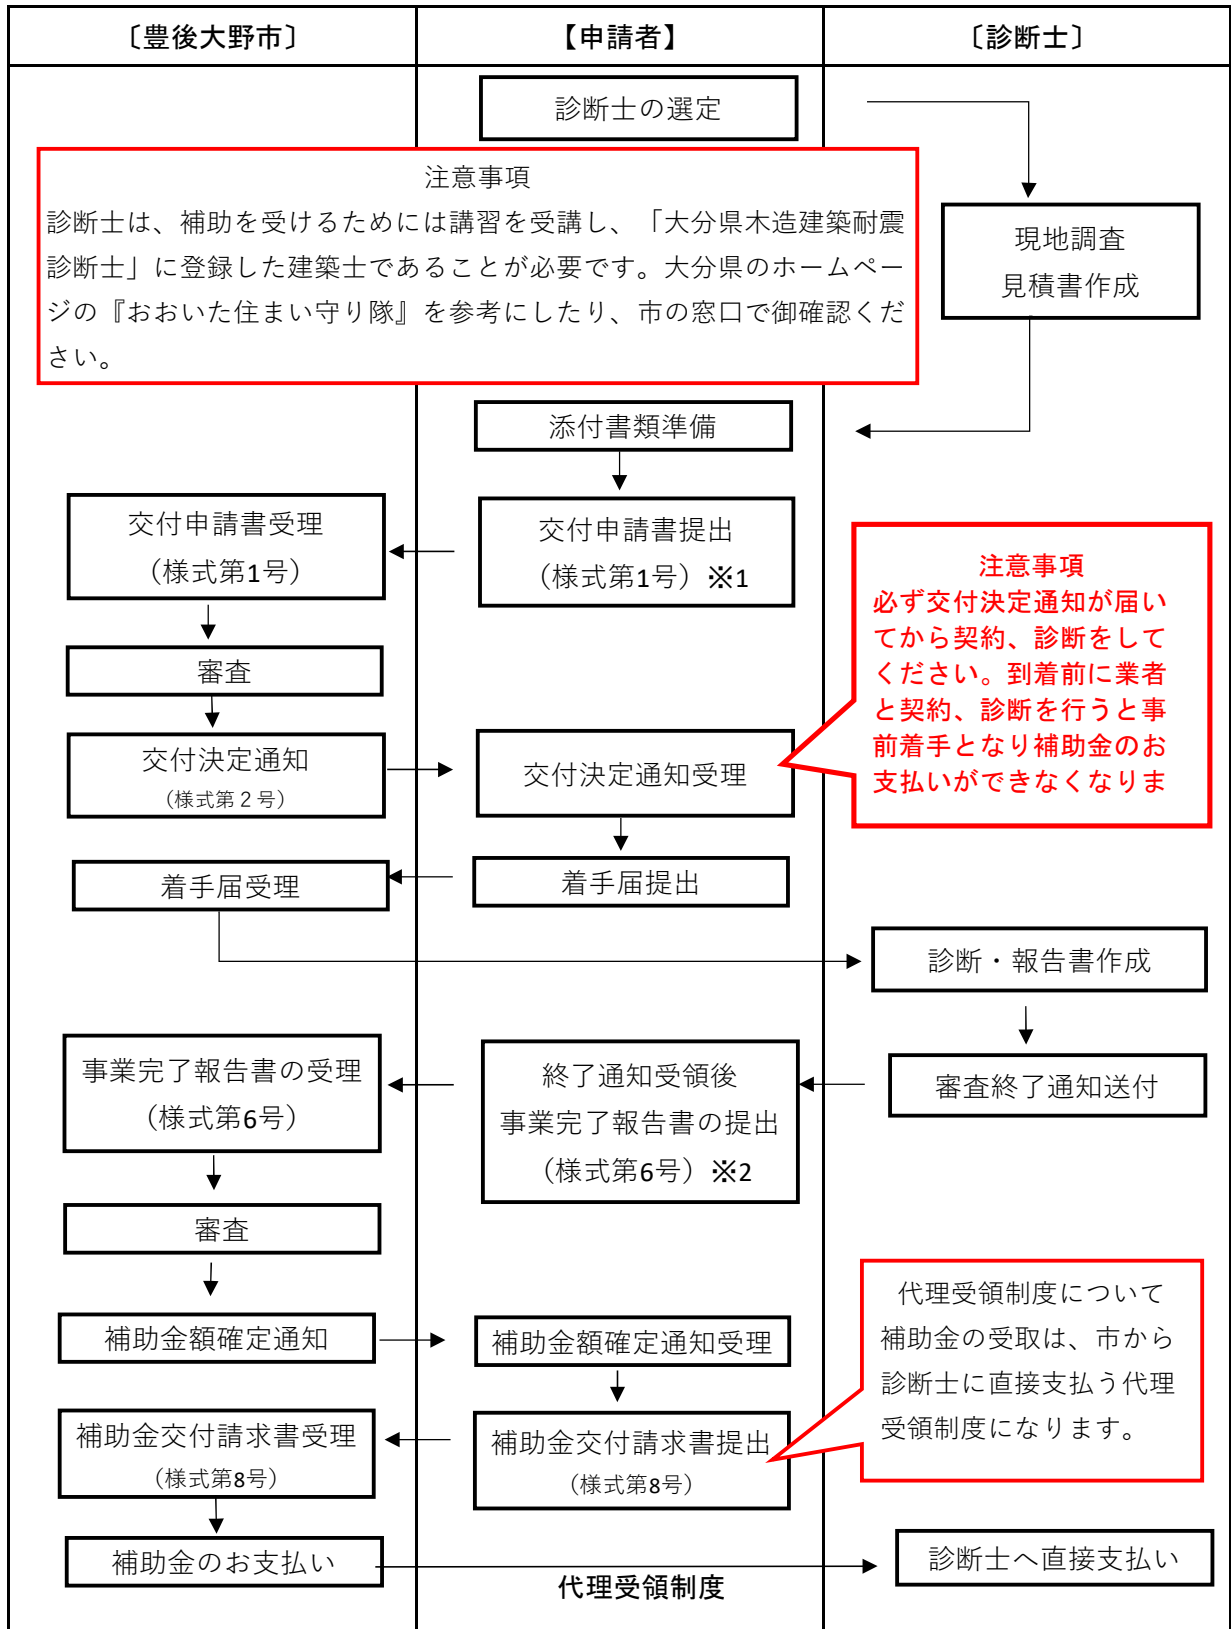 〔豊後大野市〕
【申請者】
〔診断士〕
診断士の選定
注意事項
診断士は、補助を受けるためには講習を受講し、「大分県木造建築耐震
診断士」に登録した建築士であることが必要です。大分県のホームペー
ジの『おおいた住まい守り隊』を参考にしたり、市の窓口で御確認くだ
さい。
現地調査
見積書作成
添付書類準備
交付申請書提出
（様式第1号）※1
交付申請書受理
（様式第1号）
審査
交付決定通知
（様式第２号）
交付決定通知受理
注意事項
必ず交付決定通知が届い
てから契約、診断をして
ください。到着前に業者
と契約、診断を行うと事
前着手となり補助金のお
支払いができなくなりま
着手届提出
着手届受理
診断・報告書作成
審査終了通知送付
終了通知受領後
事業完了報告書の提出
（様式第6号）※2
事業完了報告書の受理
（様式第6号）
審査
補助金額確定通知
補助金額確定通知受理
代理受領制度について
補助金の受取は、市から
診断士に直接支払う代理
受領制度になります。
補助金交付請求書提出
（様式第8号）
補助金交付請求書受理
（様式第8号）
補助金のお支払い
代理受領制度
診断士へ直接支払い